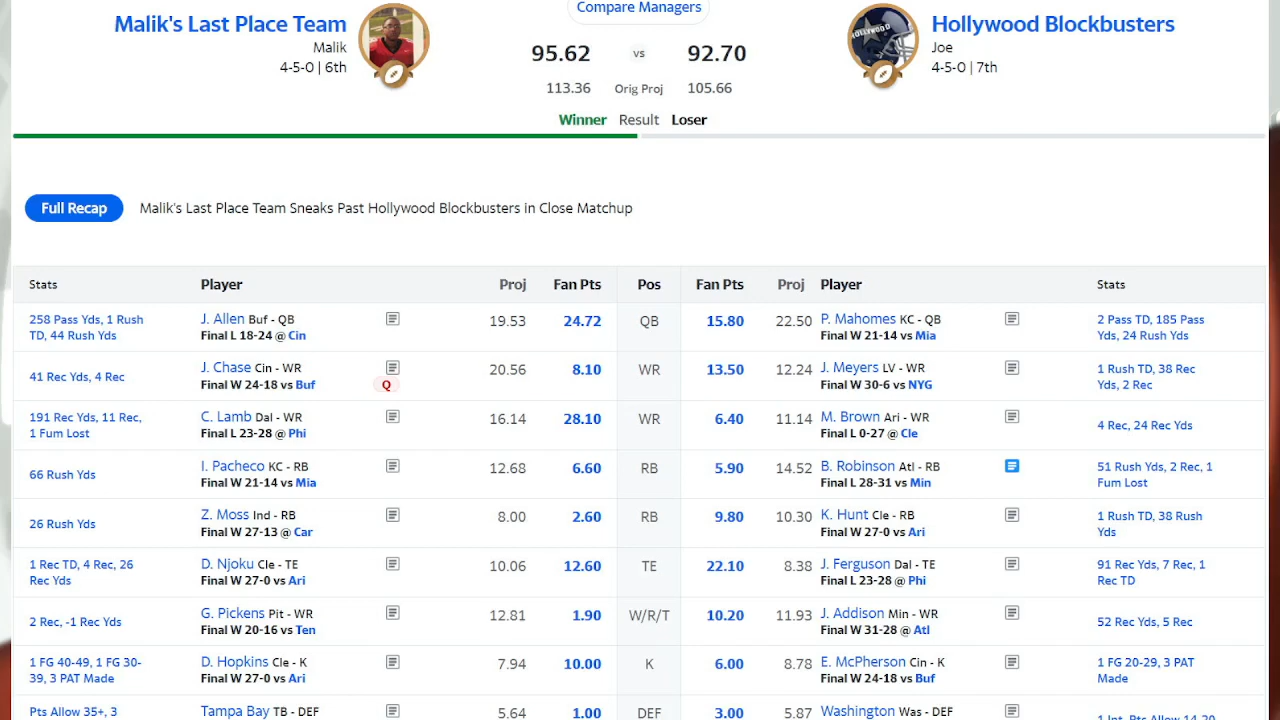 Compare Managers
Malik's Last Place Team
Malik
4-5-0 | 6th
95.62 vs 92.70
113.36 Orig Proj 105.66
Winner Result Loser
HOLLYWOOD
Hollywood Blockbusters
Joe
4-5-0 | 7th
Full Recap Malik's Last Place Team Sneaks Past Hollywood Blockbusters in Close Matchup
Stats Player Proj Fan Pts Pos Fan Pts Proj Player Stats
258 Pass Yds, 1 Rush J. Allen Buf - QB 19.53 24.72 QB 15.80 22.50 P. Mahomes KC - QB 2 Pass TD, 185 Pass
TD, 44 Rush Yds Final L 18-24 @ Cin Final W 21-14 vs Mia Yds, 24 Rush Yds
41 Rec Yds, 4 Rec J. Chase Cin - WR 20.56 8.10 WR 13.50 12.24 J. Meyers LV - WR 1 Rush TD, 38 Rec
Final W 24-18 vs Buf Q Final W 30-6 vs NYG Yds, 2 Rec
191 Rec Yds, 11 Rec, C. Lamb Dal - WR 16.14 28.10 WR 6.40 11.14 M. Brown Ari - WR 4 Rec, 24 Rec Yds
1 Fum Lost Final L 23-28 @ Phi Final L 0-27 @ Cle
66 Rush Yds I. Pacheco KC - RB 12.68 6.60 RB 5.90 14.52 B. Robinson Atl - RB 51 Rush Yds, 2 Rec, 1
Final W 21-14 vs Mia Final L 28-31 vs Min Fum Lost
26 Rush Yds Z. Moss Ind - RB 8.00 2.60 RB 9.80 10.30 K. Hunt Cle - RB 1 Rush TD, 38 Rush
Final W 27-13 @ Car Final W 27-0 vs Ari Yds
1 Rec TD, 4 Rec, 26 D. Njoku Cle - TE 10.06 12.60 TE 22.10 8.38 J. Ferguson Dal - TE 91 Rec Yds, 7 Rec, 1
Rec Yds Final W 27-0 vs Ari Final L 23-28 @ Phi Rec TD
2 Rec, -1 Rec Yds G. Pickens Pit - WR 12.81 1.90 W/R/T 10.20 11.93 J. Addison Min - WR 52 Rec Yds, 5 Rec
Final W 20-16 vs Ten Final W 31-28 @ Atl
1 FG 40-49, 1 FG 30- D. Hopkins Cle - K 7.94 10.00 K 6.00 8.78 E. McPherson Cin - K 1 FG 20-29, 3 PAT
39, 3 PAT Made Final W 27-0 vs Ari Final W 24-18 vs Buf Made
Pts Allow 35+, 3 Tampa Bay TB - DEF 5.64 1.00 DEF 3.00 5.87 Washington Was - DEF 1 Int, Pts Allow 14-20